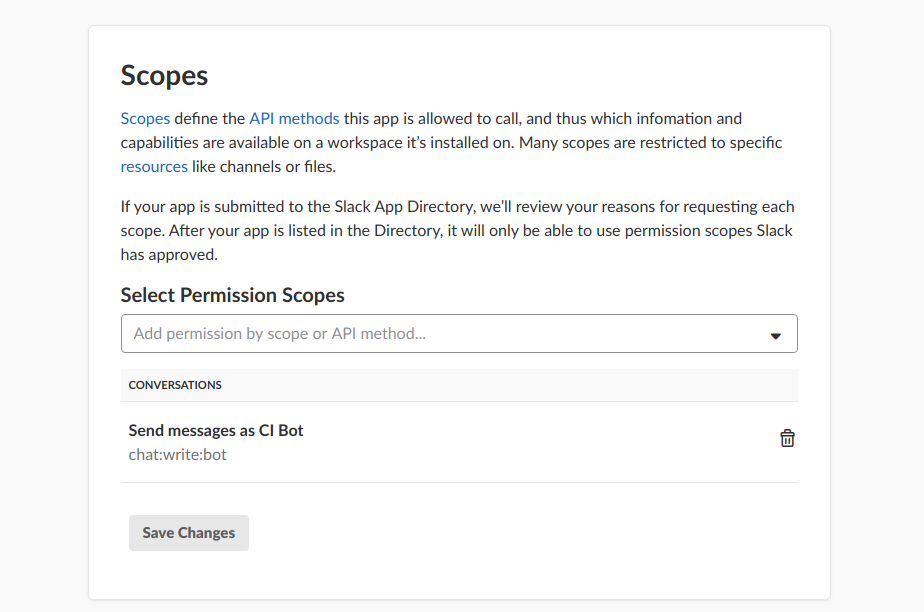 Scopes
Scopes define the API methods this app is allowed to call, and thus which infomation and
capabilities are available on a workspace it’s installed on. Many scopes are restricted to specific
resources like channels or files.
If your app is submitted to the Slack App Directory, we’ll review your reasons for requesting each
scope. After your app is listed in the Directory, it will only be able to use permission scopes Slack
has approved.
Select Permission Scopes
Add permission by scope or API method...
CONVERSATIONS
Send messages as CI Bot
chat:write:bot
Save Changes